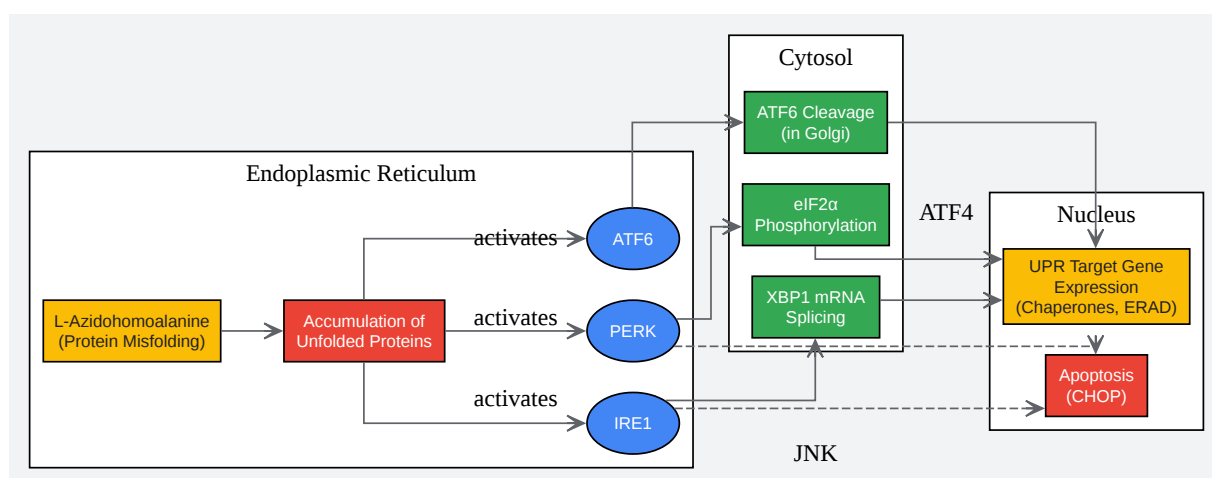 Cytosol
ATF6 Cleavage
(in Golgi)
Endoplasmic Reticulum
eIF2α
Phosphorylation
ATF4
Nucleus
activates
ATF6
UPR Target Gene
Expression
(Chaperones, ERAD)
XBP1 mRNA
Splicing
L-Azidohomoalanine
(Protein Misfolding)
Accumulation of
Unfolded Proteins
activates
PERK
Apoptosis
(CHOP)
activates
IRE1
JNK